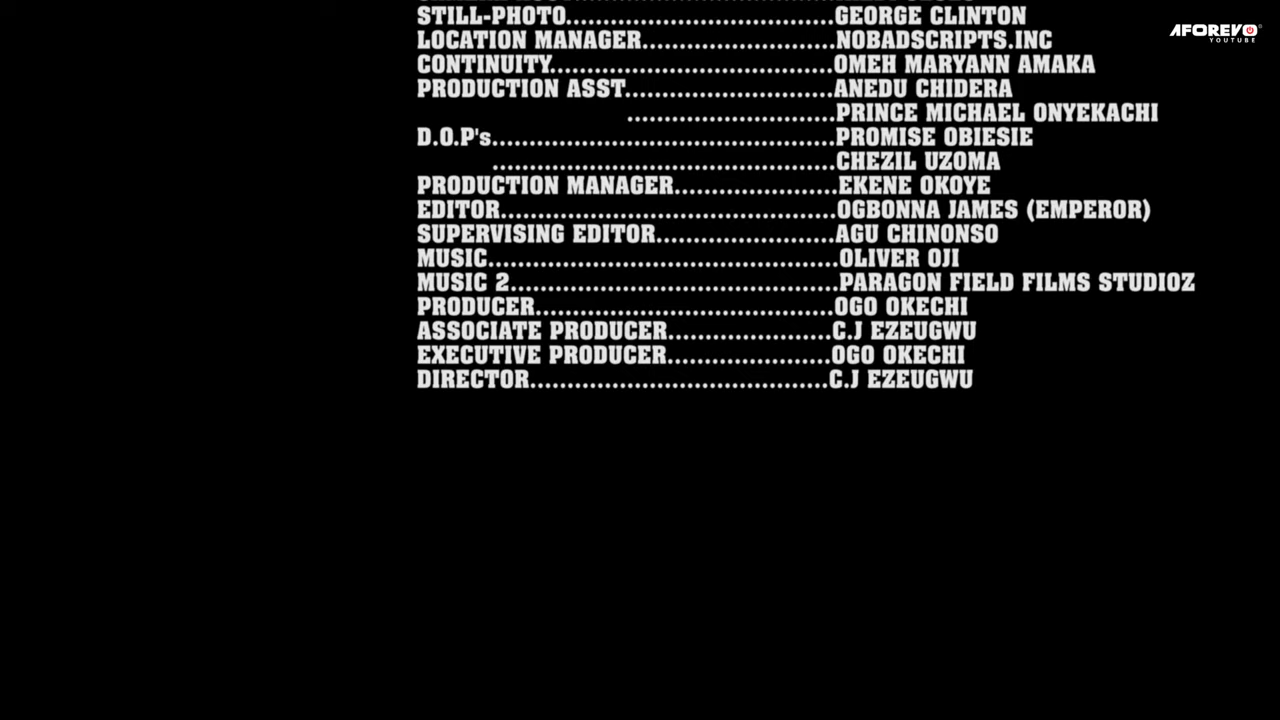 AFOREVO
YOUTUBE
STILL-PHOTO....................................GEORGE CLINTON
LOCATION MANAGER..........................NOBADSCRIPTS.INC
CONTINUITY......................................OMEH MARYANN AMAKA
PRODUCTION ASST............................ANEDU CHIDERA
............................PRINCE MICHAEL ONYEKACHI
D.O.P's..............................................PROMISE OBIESIE
..............................................CHEZIL UZOMA
PRODUCTION MANAGER......................EKENE OKOYE
EDITOR.............................................OGBONNA JAMES (EMPEROR)
SUPERVISING EDITOR........................AGU CHINONSO
MUSIC...............................................OLIVER OJI
MUSIC 2............................................PARAGON FIELD FILMS STUDIOZ
PRODUCER........................................OGO OKECHI
ASSOCIATE PRODUCER......................C.J EZEUGWU
EXECUTIVE PRODUCER......................OGO OKECHI
DIRECTOR........................................C.J EZEUGWU